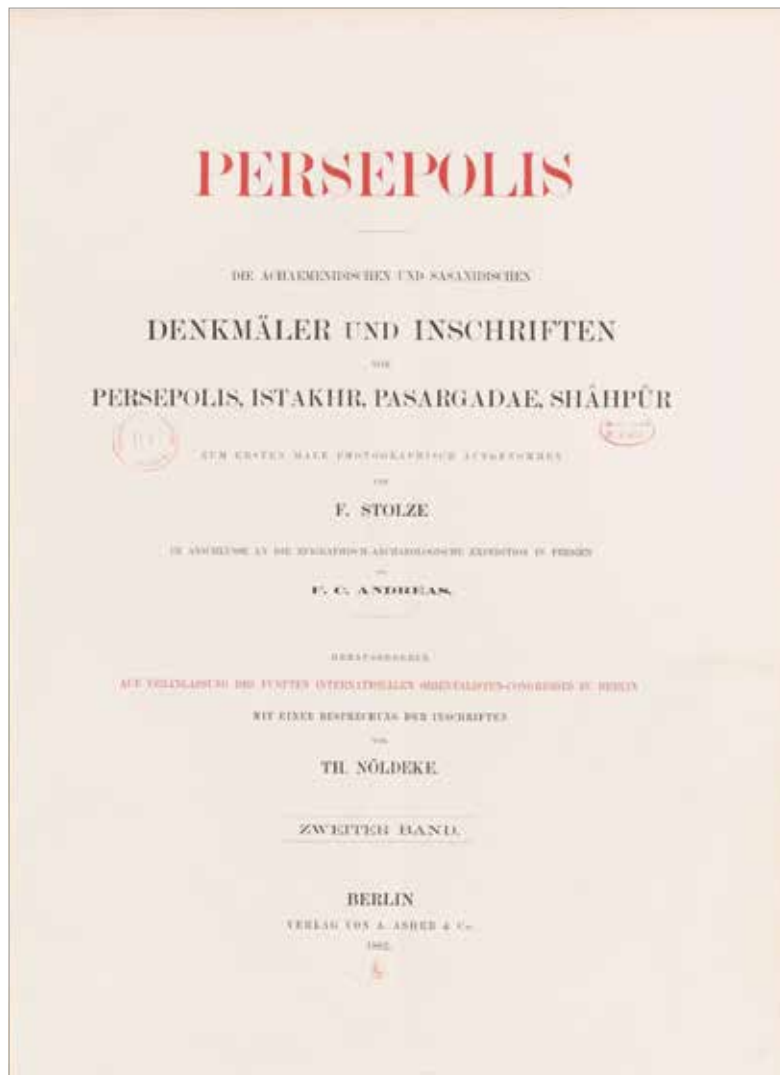 PERSEPOLIS
DIE ACHAEMENIDISCHEN UND SASANIDISCHEN
DENKMÄLER UND INSCHRIFTEN
VON
PERSEPOLIS, ISTAKHR, PASARGADAE, SHÂHPÛR
ZUM ERSTEN MALE PHOTOGRAPHISCH AUFGENOMMEN
VON
F. STOLZE
IM ANSCHLUSSE AN DIE EPIGRAPHISCH-ARCHAEOLOGISCHE EXPEDITION IN PERSIEN
VON
F. C. ANDREAS.
HERAUSGEGEBEN
AUF VERANLASSUNG DES FÜNFTEN INTERNATIONALEN ORIENTALISTEN-CONGRESSES ZU BERLIN
MIT EINER BESPRECHUNG DER INSCHRIFTEN
VON
TH. NÖLDEKE.
ZWEITER BAND.
BERLIN
VERLAG VON A. ASHER & Co.
1882.